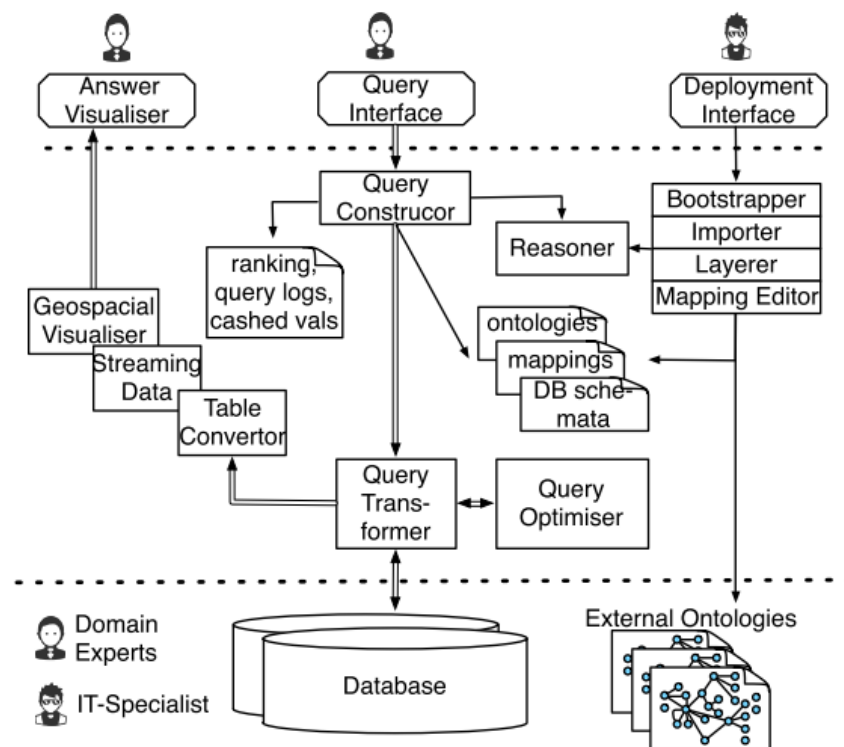 Answer
Visualiser
Query
Interface
Deployment
Interface
Query
Construcor
Bootstrapper
Importer
Layerer
Mapping Editor
Reasoner
ranking,
query logs,
cashed vals
Geospacial
Visualiser
Streaming
Data
Table
Convertor
ontologies
mappings
DB sche-
mata
Query
Trans-
former
Query
Optimiser
Domain
Experts
IT-Specialist
Database
External Ontologies